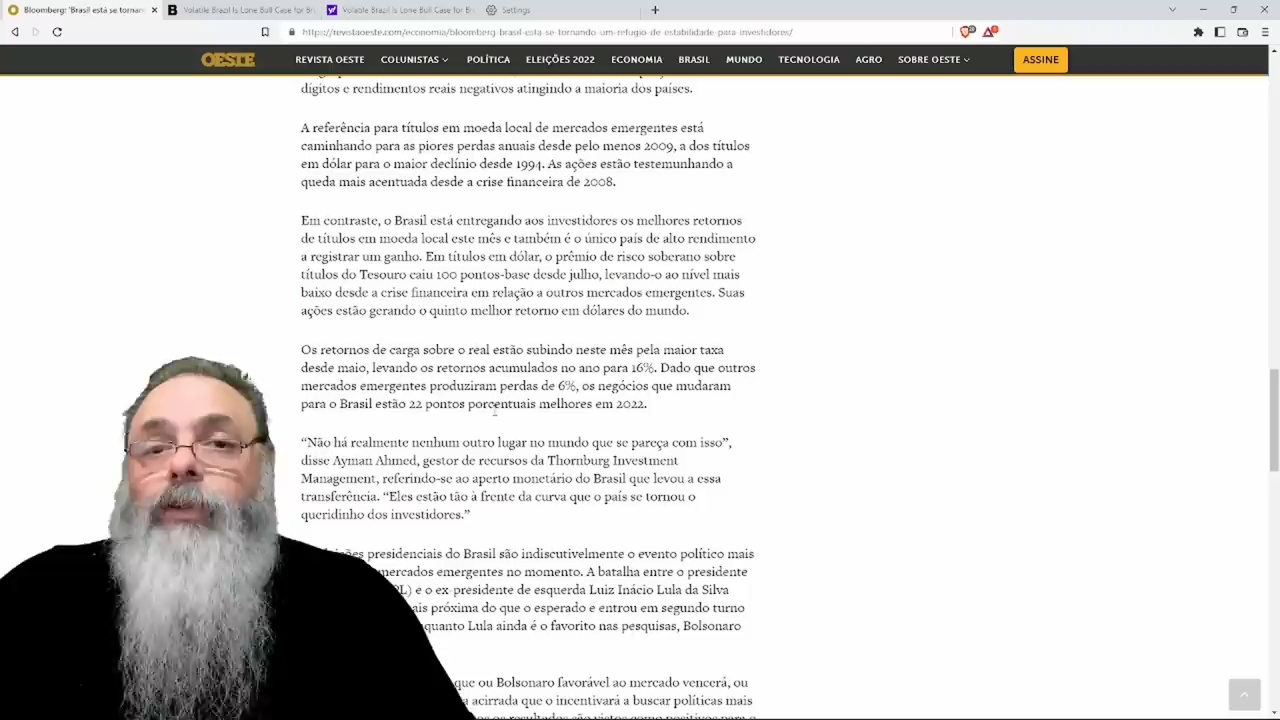 Bloomberg: 'Brasil está se tornan
Volatile Brazil Is Lone Bull Case for Br
Volatile Brazil Is Lone Bull Case for Br
Settings
https://revistaoeste.com/economia/bloomberg-brasil-esta-se-tornando-um-refugio-de-estabilidade-para-investidores/
OESTE
REVISTA OESTE
COLUNISTAS
POLÍTICA
ELEIÇÕES 2022
ECONOMIA
BRASIL
MUNDO
TECNOLOGIA
AGRO
SOBRE OESTE
ASSINE
dígitos e rendimentos reais negativos atingindo a maioria dos países.
A referência para títulos em moeda local de mercados emergentes está
caminhando para as piores perdas anuais desde pelo menos 2009, a dos títulos
em dólar para o maior declínio desde 1994. As ações estão testemunhando a
queda mais acentuada desde a crise financeira de 2008.
Em contraste, o Brasil está entregando aos investidores os melhores retornos
de títulos em moeda local este mês e também é o único país de alto rendimento
a registrar um ganho. Em títulos em dólar, o prêmio de risco soberano sobre
títulos do Tesouro caiu 100 pontos-base desde julho, levando-o ao nível mais
baixo desde a crise financeira em relação a outros mercados emergentes. Suas
ações estão gerando o quinto melhor retorno em dólares do mundo.
Os retornos de carga sobre o real estão subindo neste mês pela maior taxa
desde maio, levando os retornos acumulados no ano para 16%. Dado que outros
mercados emergentes produziram perdas de 6%, os negócios que mudaram
para o Brasil estão 22 pontos porcentuais melhores em 2022.
“Não há realmente nenhum outro lugar no mundo que se pareça com isso”,
disse Ayman Ahmed, gestor de recursos da Thornburg Investment
Management, referindo-se ao aperto monetário do Brasil que levou a essa
transferência. “Eles estão tão à frente da curva que o país se tornou o
queridinho dos investidores.”
presidenciais do Brasil são indiscutivelmente o evento político mais
mercados emergentes no momento. A batalha entre o presidente
e o ex-presidente de esquerda Luiz Inácio Lula da Silva
próxima do que o esperado e entrou em segundo turno
Lula ainda é o favorito nas pesquisas, Bolsonaro
que ou Bolsonaro favorável ao mercado vencerá, ou
acirrada que o incentivará a buscar políticas mais